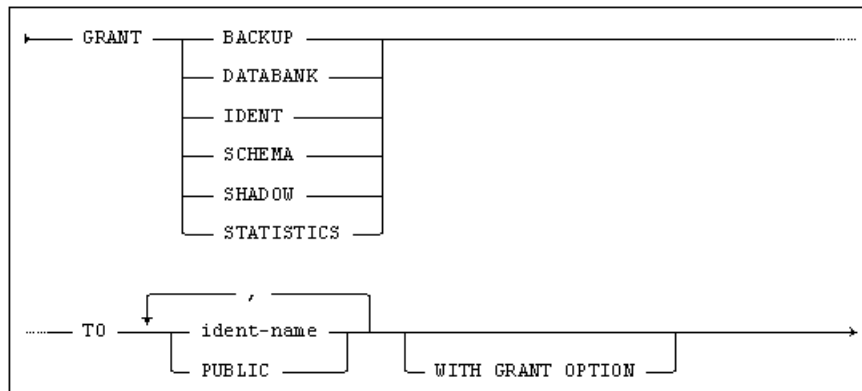 GRANT BACKUP
DATABANK
IDENT
SCHEMA
SHADOW
STATISTICS
,
TO ident-name
PUBLIC WITH GRANT OPTION